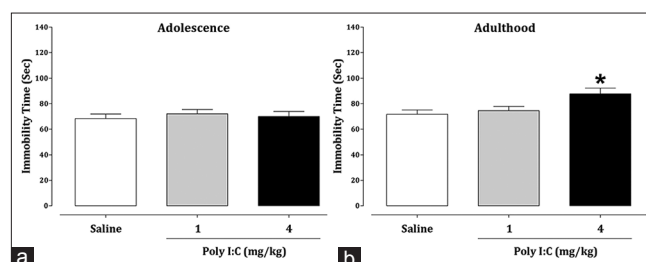 Adolescence
Immobility Time (Sec)
140
120
100
80
60
40
20
0
Saline
1
4
Poly I:C (mg/kg)
a
Adulthood
Immobility Time (Sec)
140
120
100
80
60
40
20
0
*
Saline
1
4
Poly I:C (mg/kg)
b